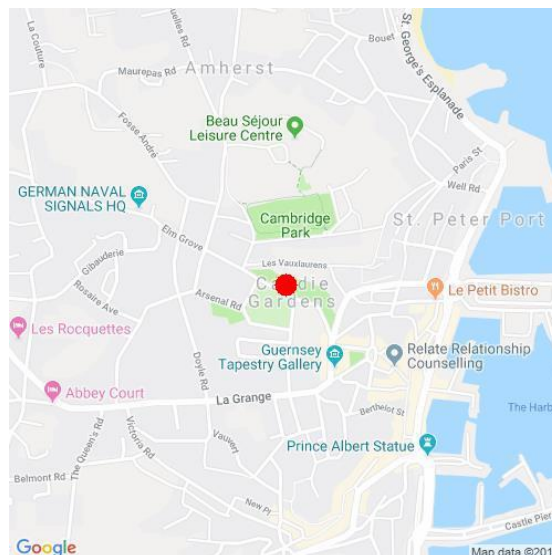 La Couture
Maurepas Rd
Amherst
Bouet
St. George's Esplanade
Fosse André
Beau Séjour
Leisure Centre
Paris St
GERMAN NAVAL
SIGNALS HQ
Well Rd
Cambridge
Park
St. Peter Port
Elm Grove
Gibauderie
Les Vauxlaurens
Rosaire Ave
Arsenal Rd
Gardens
Le Petit Bistro
Les Rocquettes
Guernsey
Tapestry Gallery
Relate Relationship
Counselling
Doyle Rd
Abbey Court
La Grange
Berthelot St
The Harb
The Queen's Rd
Victoria Rd
Vauvert
Prince Albert Statue
Belmont Rd
New Pl
Castle Pier
Google
Map data ©201